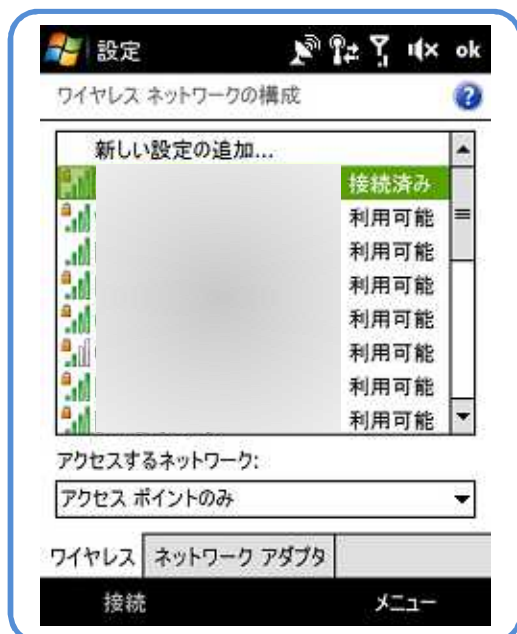 設定 ok
ワイヤレス ネットワークの構成
新しい設定の追加...
接続済み
利用可能
利用可能
利用可能
利用可能
利用可能
利用可能
利用可能
アクセスするネットワーク:
アクセス ポイントのみ
ワイヤレス ネットワーク アダプタ
接続 メニュー